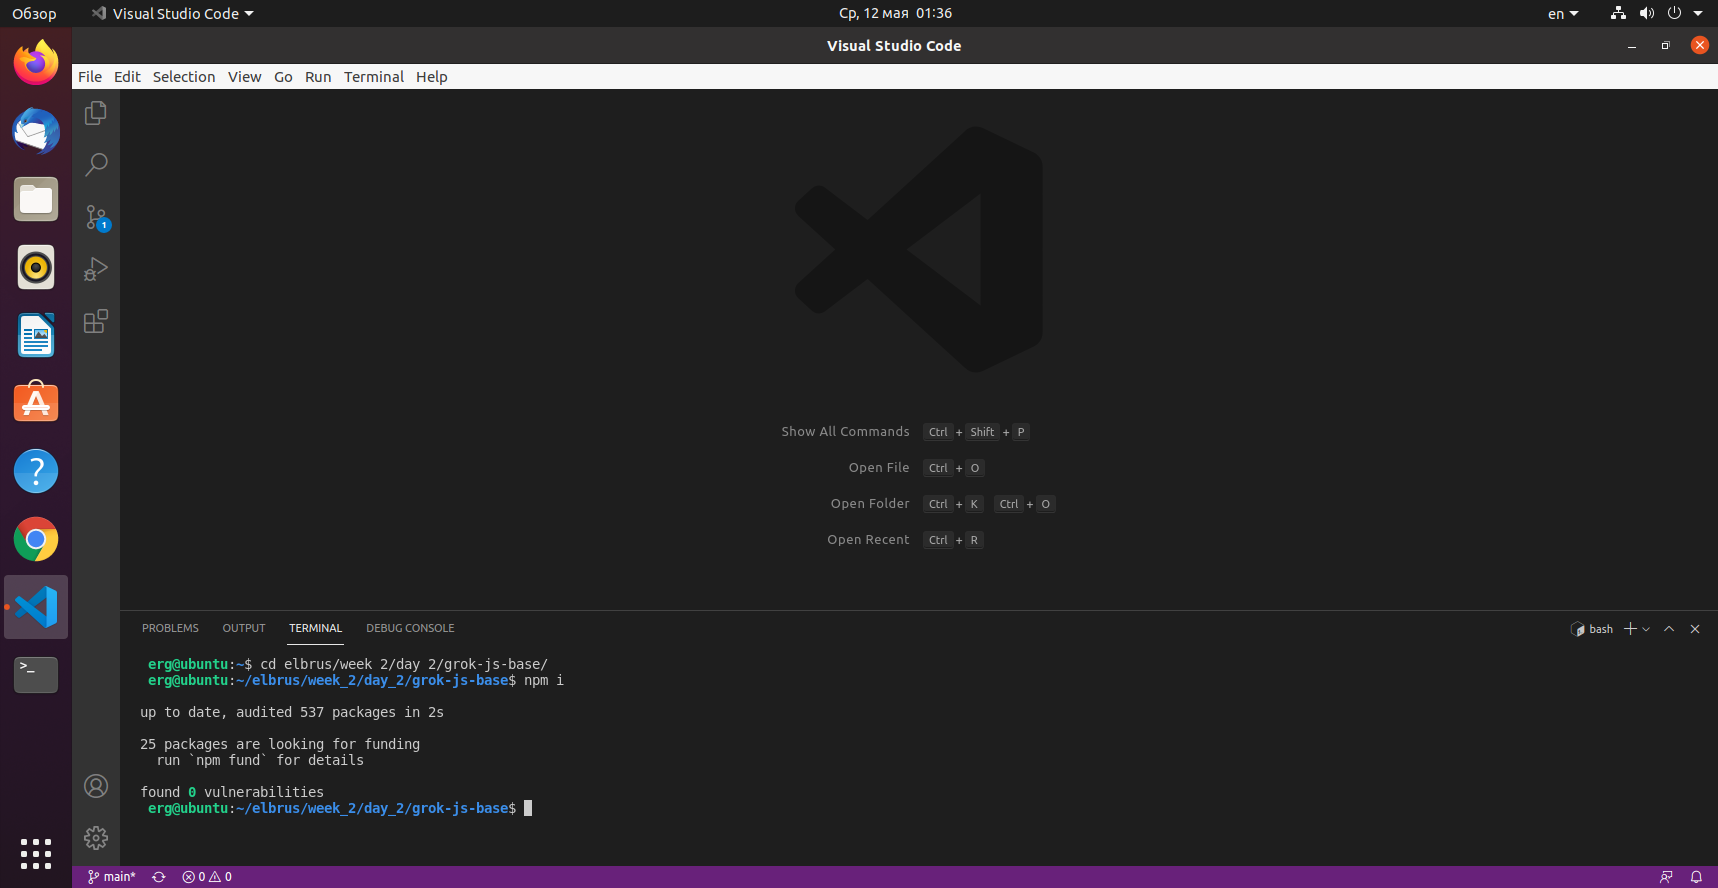 Обзор Visual Studio Code Ср, 12 мая 01:36 en
Visual Studio Code
File Edit Selection View Go Run Terminal Help
1
Show All Commands Ctrl + Shift + P
Open File Ctrl + O
Open Folder Ctrl + K Ctrl + O
Open Recent Ctrl + R
PROBLEMS OUTPUT TERMINAL DEBUG CONSOLE bash
erg@ubuntu:~$ cd elbrus/week 2/day 2/grok-js-base/
erg@ubuntu:~/elbrus/week_2/day_2/grok-js-base$ npm i
up to date, audited 537 packages in 2s
25 packages are looking for funding
run `npm fund` for details
found 0 vulnerabilities
erg@ubuntu:~/elbrus/week_2/day_2/grok-js-base$
main* 0 0